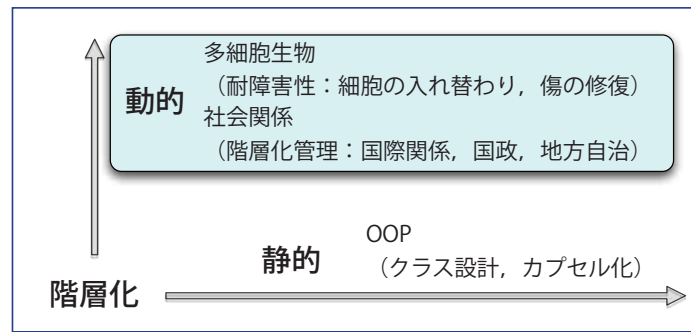 多細胞生物
（耐障害性：細胞の入れ替わり，傷の修復）
動的
社会関係
（階層化管理：国際関係，国政，地方自治）
OOP
静的
（クラス設計，カプセル化）
階層化